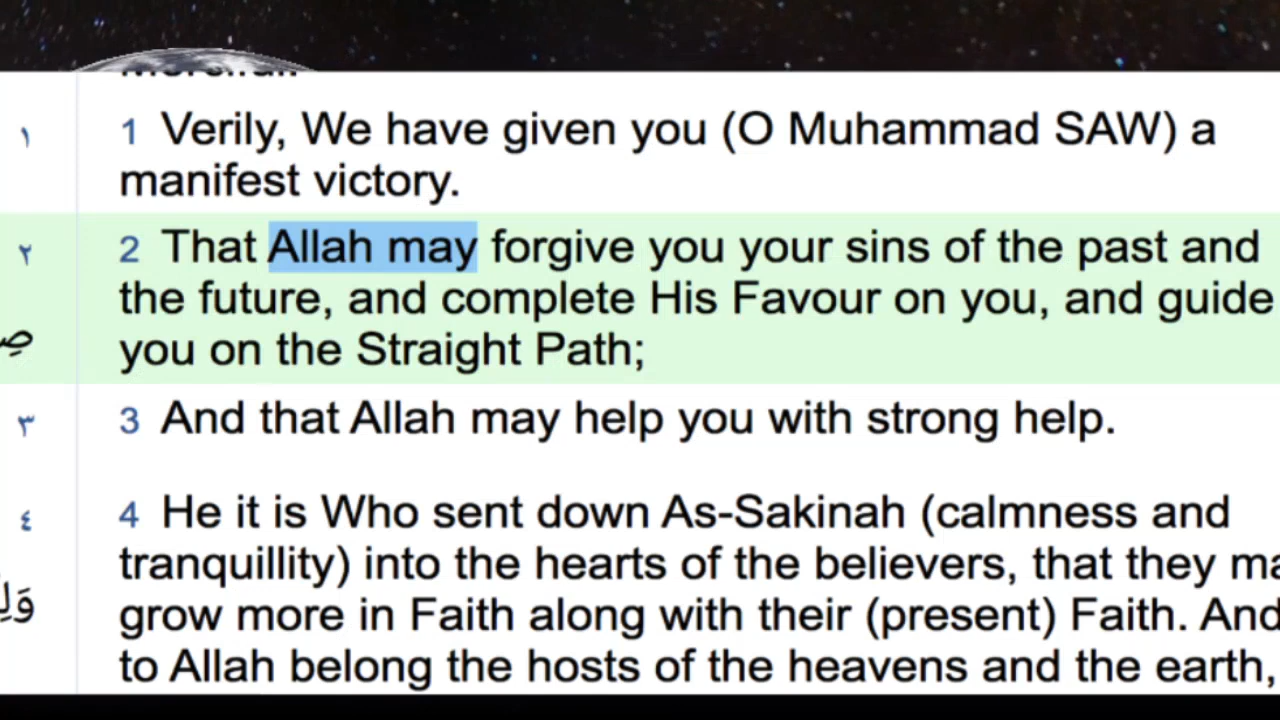 ١
1 Verily, We have given you (O Muhammad SAW) a
manifest victory.
٢
2 That Allah may forgive you your sins of the past and
the future, and complete His Favour on you, and guide
you on the Straight Path;
٣
3 And that Allah may help you with strong help.
٤
4 He it is Who sent down As-Sakinah (calmness and
tranquillity) into the hearts of the believers, that they
grow more in Faith along with their (present) Faith. And
to Allah belong the hosts of the heavens and the earth,